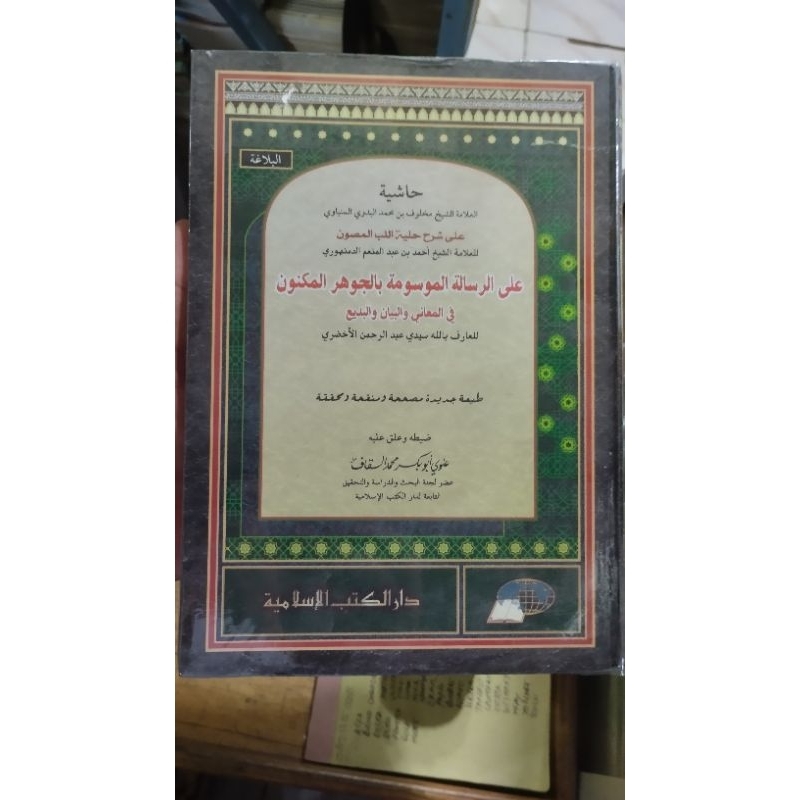 البلاغة
حاشية
العلامة الشيخ مخلوف بن محمد البدوي المنياوي
على شرح حلية اللب المصون
للعلامة الشيخ أحمد بن عبد المنعم الدمنهوري
على الرسالة الموسومة بالجوهر المكنون
في المعاني والبيان والبديع
للعارف بالله سيدي عبد الرحمن الأخضري
طبعة جديدة مصححة ومنقحة ومحققة
ضبطه وعلق عليه
علوي أبو بكر محمد السقاف
عضو لجنة البحث والدراسة والتحقيق
التابعة لدار الكتب الإسلامية
دار الكتب الإسلامية